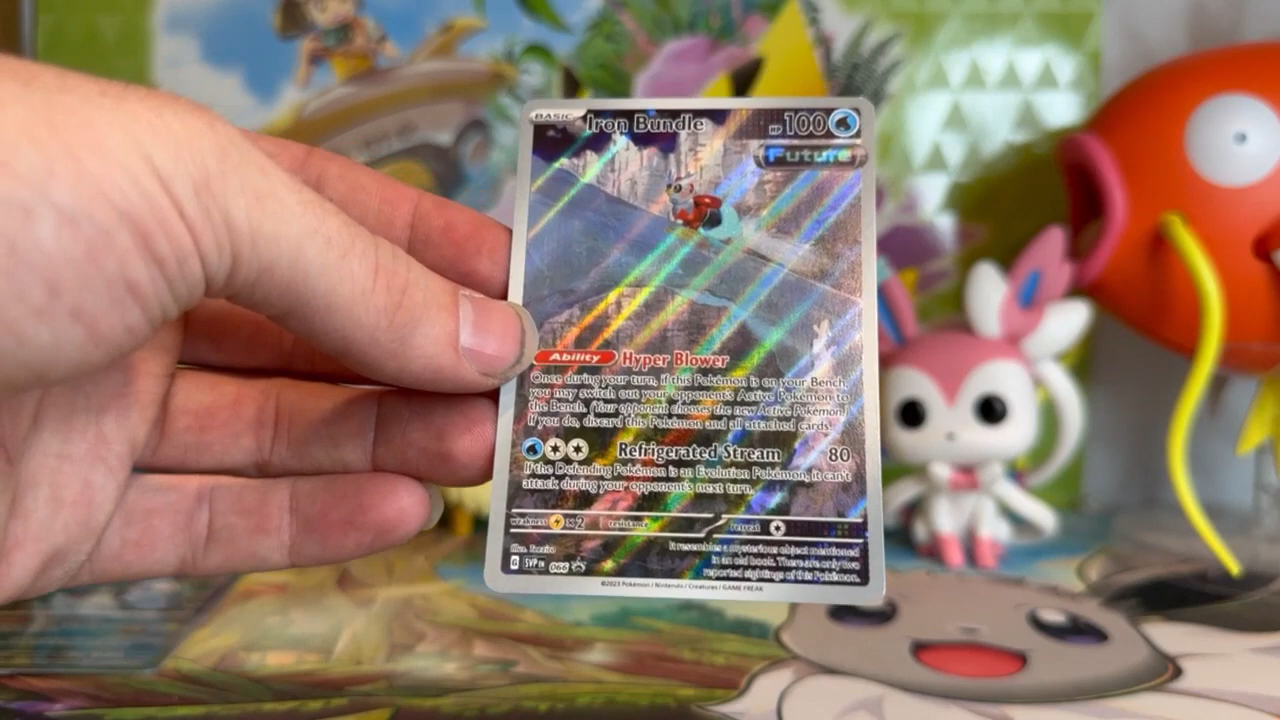 BASIC Iron Bundle HP 100
Future
Ability Hyper Blower
Once during your turn, if this Pokémon is on your Bench,
you may switch out your opponent's Active Pokémon to
the Bench. (Your opponent chooses the new Active Pokémon.)
If you do, discard this Pokémon and all attached cards.
Refrigerated Stream 80
If the Defending Pokémon is an Evolution Pokémon, it can't
attack during your opponent's next turn.
weakness ×2 resistance retreat
Illus.
It resembles a mysterious object mentioned
in an old book. There are only two
reported sightings of this Pokémon.
G SVP EN 066
©2023 Pokémon / Nintendo / Creatures / GAME FREAK